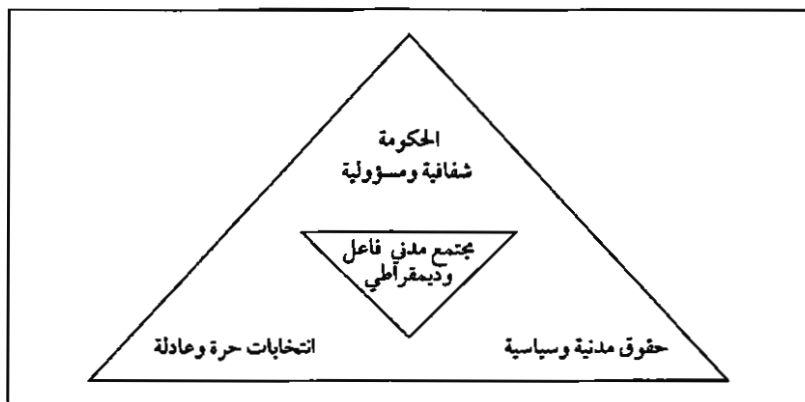 الحكومة
شفافية ومسؤولية
مجتمع مدني فاعل
وديمقراطي
حقوق مدنية وسياسية
انتخابات حرة وعادلة